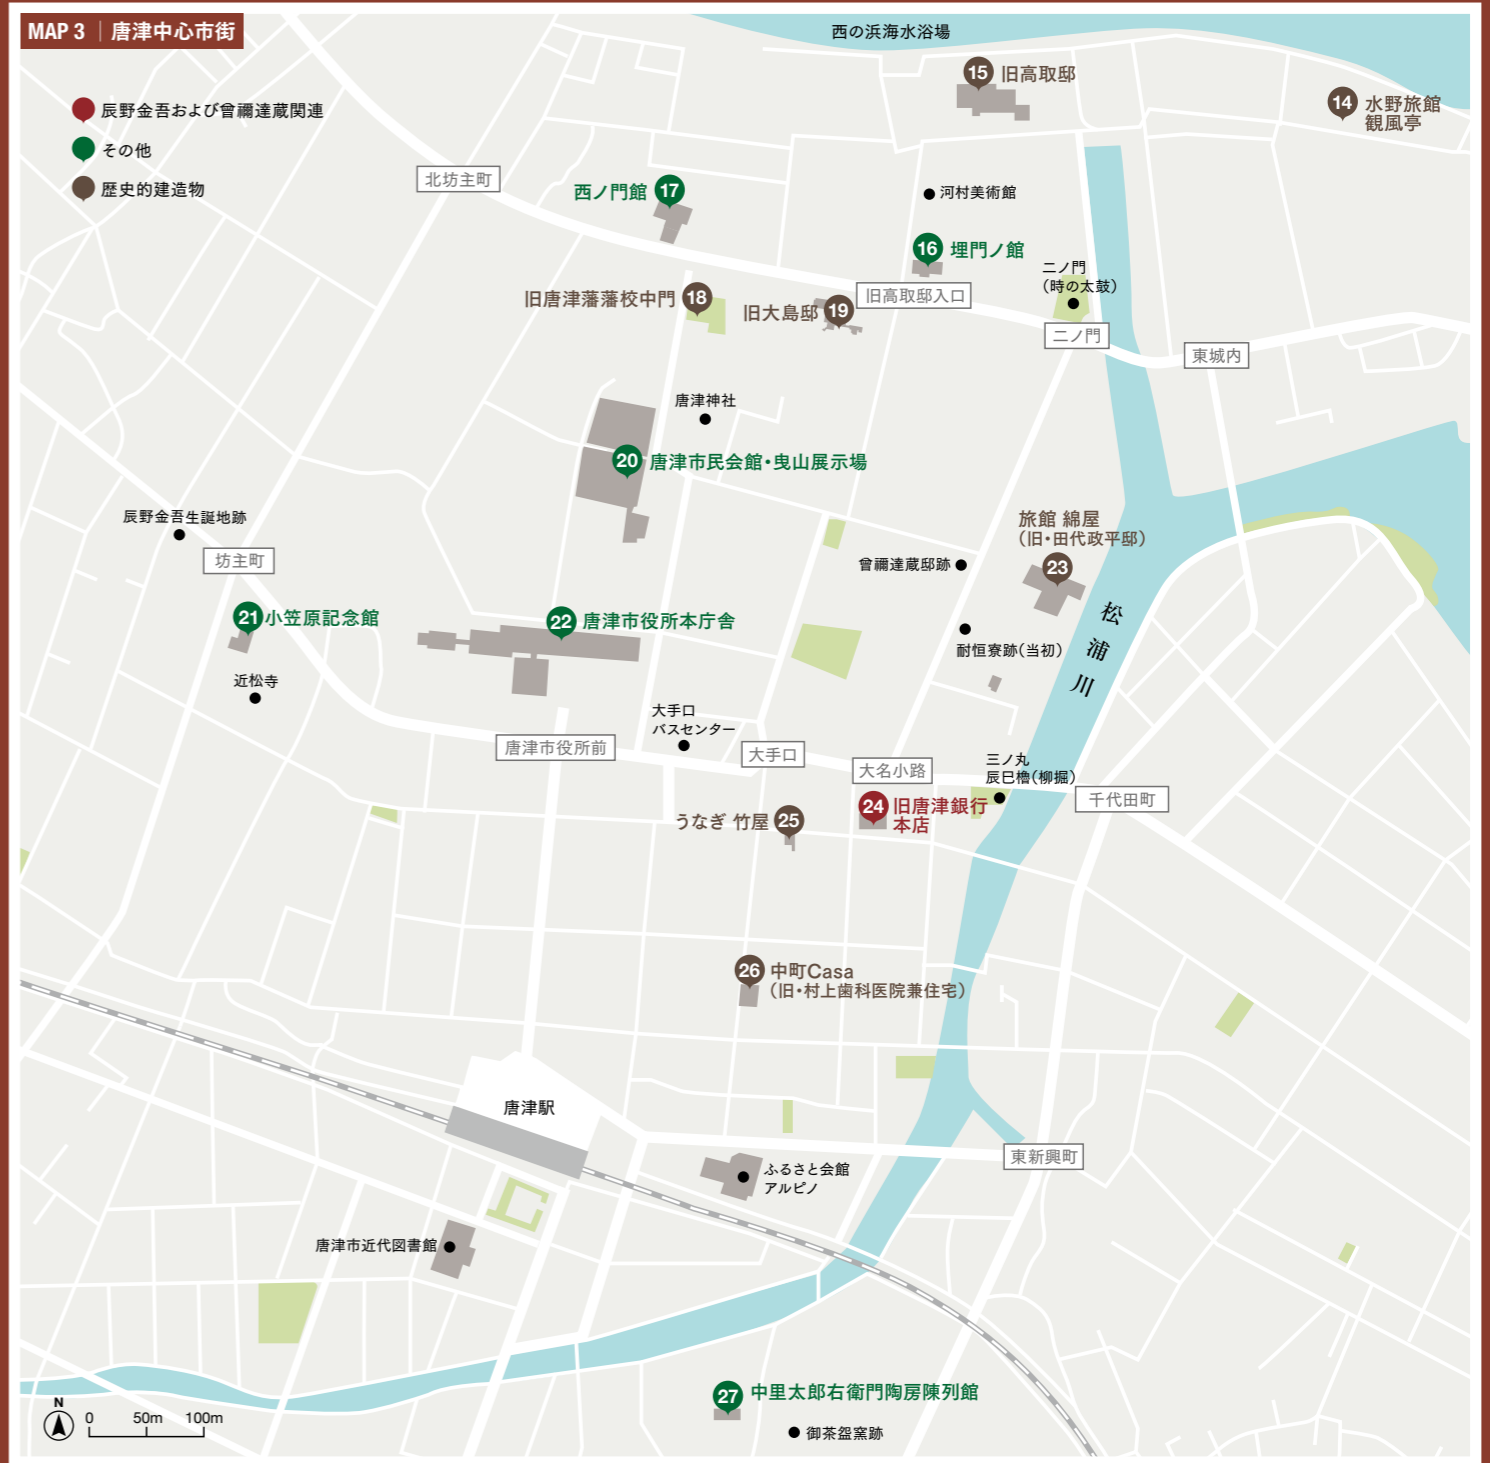 MAP 3 | 唐津中心市街
西の浜海水浴場
辰野金吾および曾禰達蔵関連
その他
歴史的建造物
15 旧高取邸
14 水野旅館
観風亭
北坊主町
西ノ門館 17
河村美術館
16 埋門ノ館
二ノ門
(時の太鼓)
旧唐津藩藩校中門 18
旧大島邸 19
旧高取邸入口
二ノ門
東城内
唐津神社
20 唐津市民会館・曳山展示場
辰野金吾生誕地跡
坊主町
旅館 綿屋
(旧・田代政平邸)
23
曾禰達蔵邸跡
松浦川
21 小笠原記念館
22 唐津市役所本庁舎
耐恒寮跡(当初)
近松寺
大手口
バスセンター
唐津市役所前
大手口
大名小路
三ノ丸
辰巳櫓(柳掘)
千代田町
24 旧唐津銀行
本店
うなぎ 竹屋 25
26 中町Casa
(旧・村上歯科医院兼住宅)
唐津駅
東新興町
ふるさと会館
アルピノ
唐津市近代図書館
27 中里太郎右衛門陶房陳列館
御茶盌窯跡
N
0 50m 100m